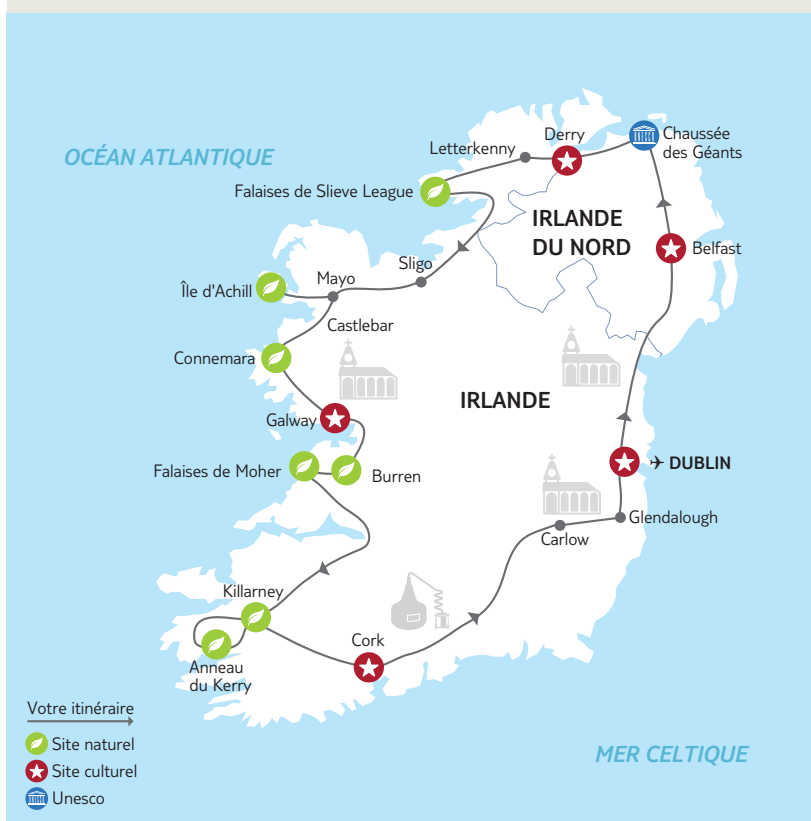 OCÉAN ATLANTIQUE
Letterkenny
Derry
Chaussée
des Géants
Falaises de Slieve League
IRLANDE
DU NORD
Belfast
Sligo
Mayo
Île d'Achill
Castlebar
Connemara
IRLANDE
Galway
Falaises de Moher
Burren
DUBLIN
Glendalough
Carlow
Killarney
Cork
Anneau
du Kerry
Votre itinéraire
Site naturel
Site culturel
Unesco
MER CELTIQUE